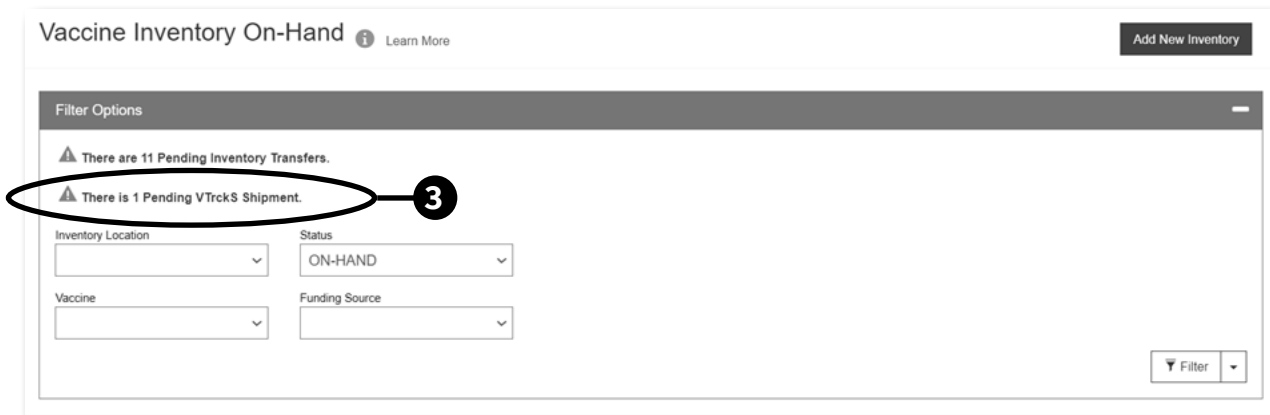 Vaccine Inventory On-Hand i Learn More
Add New Inventory
Filter Options
There are 11 Pending Inventory Transfers.
There is 1 Pending VTrckS Shipment.
3
Inventory Location
Status
ON-HAND
Vaccine
Funding Source
Filter